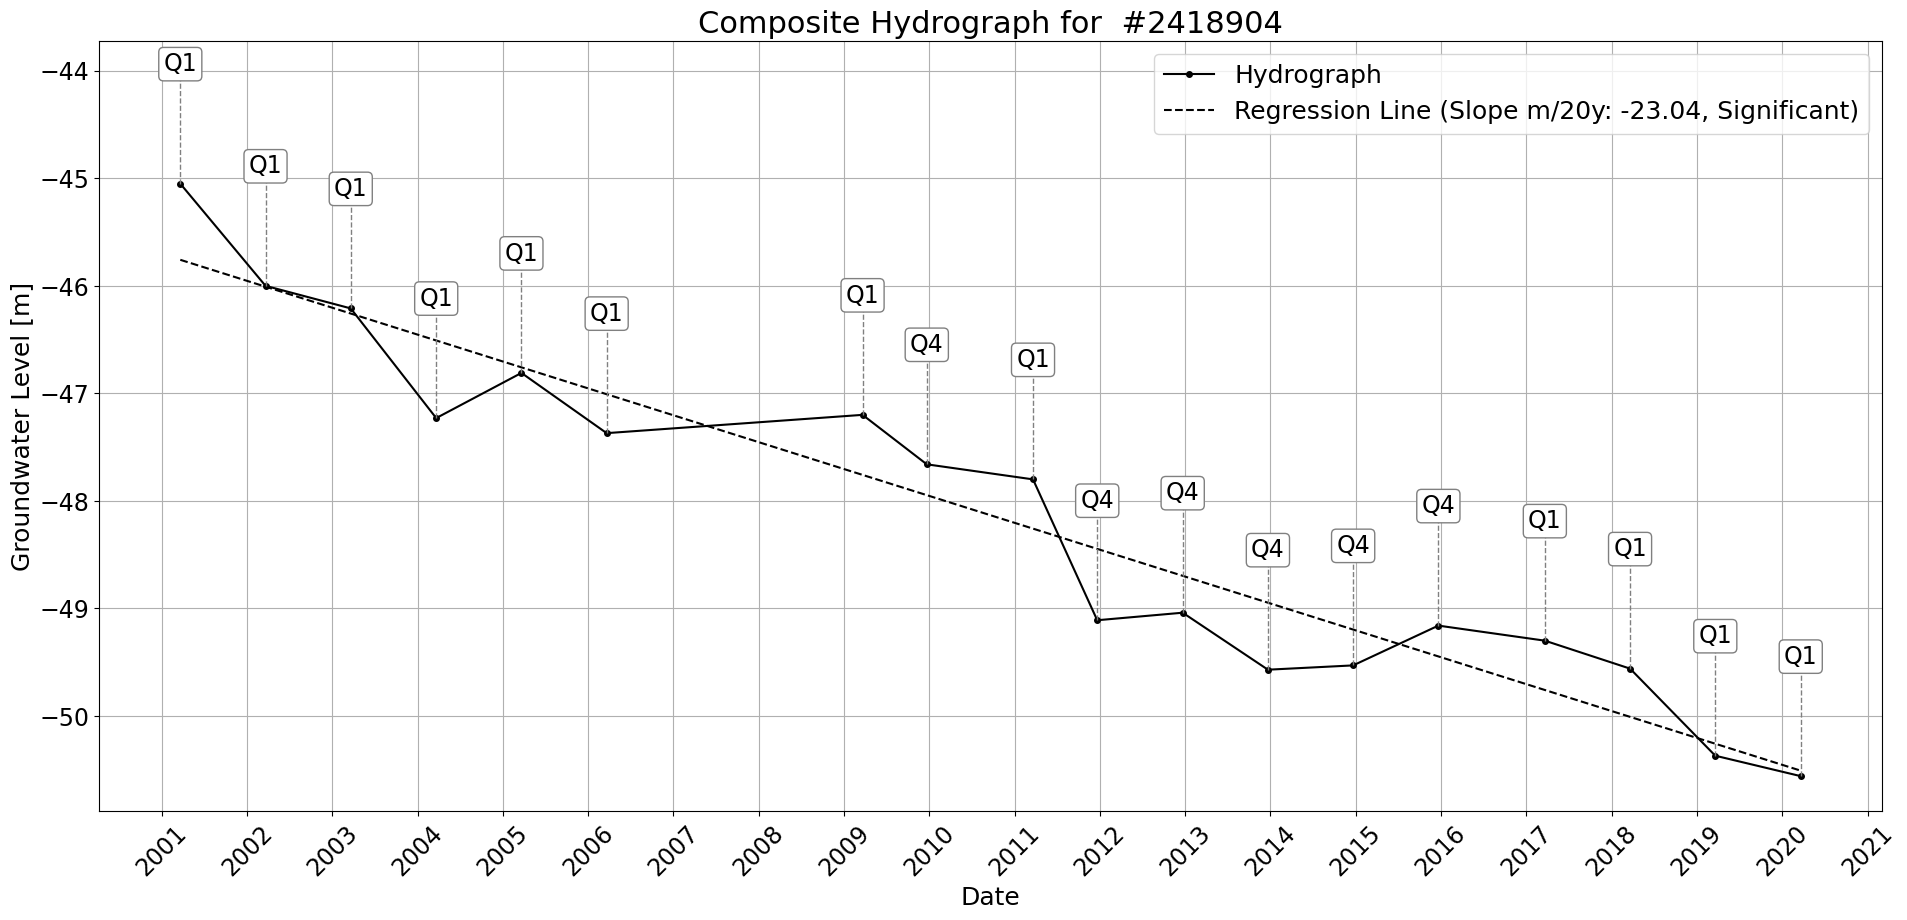 Composite Hydrograph for  #2418904
Hydrograph
Regression Line (Slope m/20y: -23.04, Significant)
Groundwater Level [m]
−44
−45
−46
−47
−48
−49
−50
Q1
Q1
Q1
Q1
Q1
Q1
Q1
Q4
Q1
Q4
Q4
Q4
Q4
Q4
Q1
Q1
Q1
Q1
2001
2002
2003
2004
2005
2006
2007
2008
2009
2010
2011
2012
2013
2014
2015
2016
2017
2018
2019
2020
2021
Date